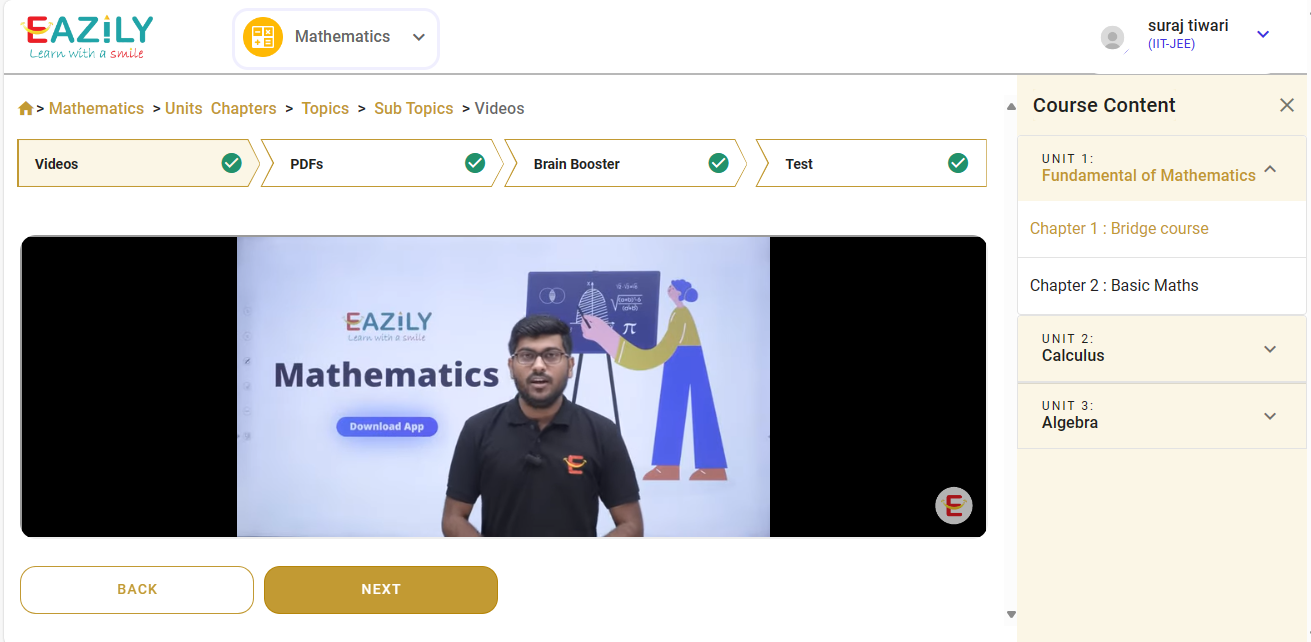 EAZiLY
Learn with a smile
Mathematics
suraj tiwari
(IIT-JEE)
> Mathematics > Units Chapters > Topics > Sub Topics > Videos
Videos
PDFs
Brain Booster
Test
EAZiLY
Learn with a smile
Mathematics
Download App
π
E
E
BACK
NEXT
Course Content
UNIT 1:
Fundamental of Mathematics
Chapter 1 : Bridge course
Chapter 2 : Basic Maths
UNIT 2:
Calculus
UNIT 3:
Algebra